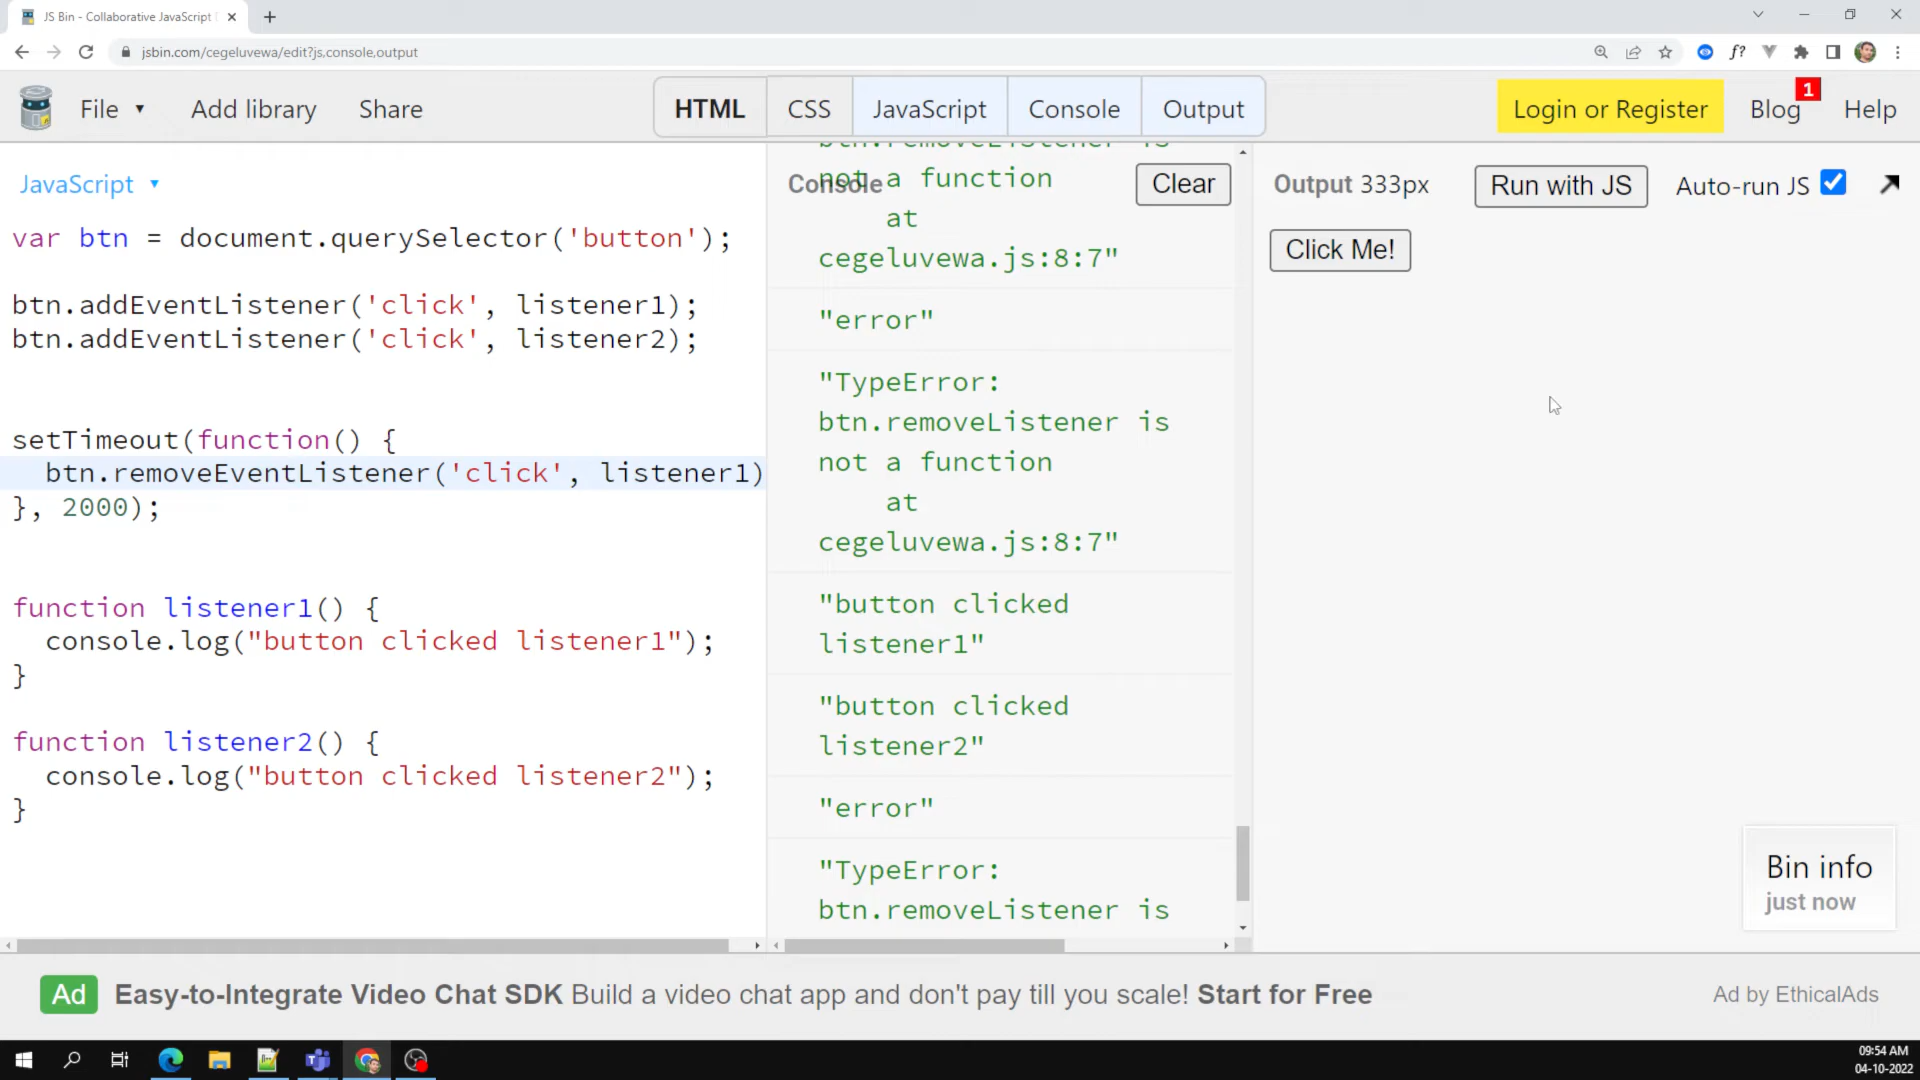 JS Bin - Collaborative JavaScript
jsbin.com/cegeluvewa/edit?js,console,output
f?
File
Add library
Share
HTML
CSS
JavaScript
Console
Output
Login or Register
Blog
1
Help
JavaScript
var btn = document.querySelector('button');
btn.addEventListener('click', listener1);
btn.addEventListener('click', listener2);
setTimeout(function() {
btn.removeEventListener('click', listener1)
}, 2000);
function listener1() {
console.log("button clicked listener1");
}
function listener2() {
console.log("button clicked listener2");
}
Console
Clear
btn.removeListener is
not a function
at
cegeluvewa.js:8:7"
"error"
"TypeError:
btn.removeListener is
not a function
at
cegeluvewa.js:8:7"
"button clicked
listener1"
"button clicked
listener2"
"error"
"TypeError:
btn.removeListener is
Output 333px
Run with JS
Auto-run JS
Click Me!
Bin info
just now
Ad
Easy-to-Integrate Video Chat SDK Build a video chat app and don't pay till you scale! Start for Free
Ad by EthicalAds
09:54 AM
04-10-2022